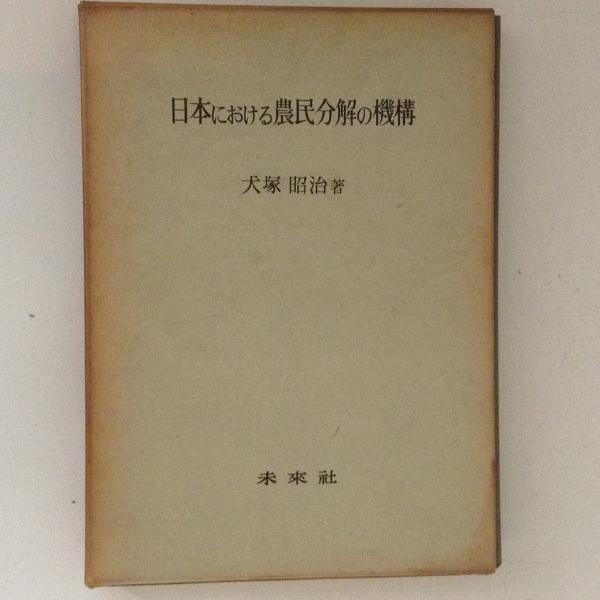 日本における農民分解の機構
犬塚 昭治著
未來社